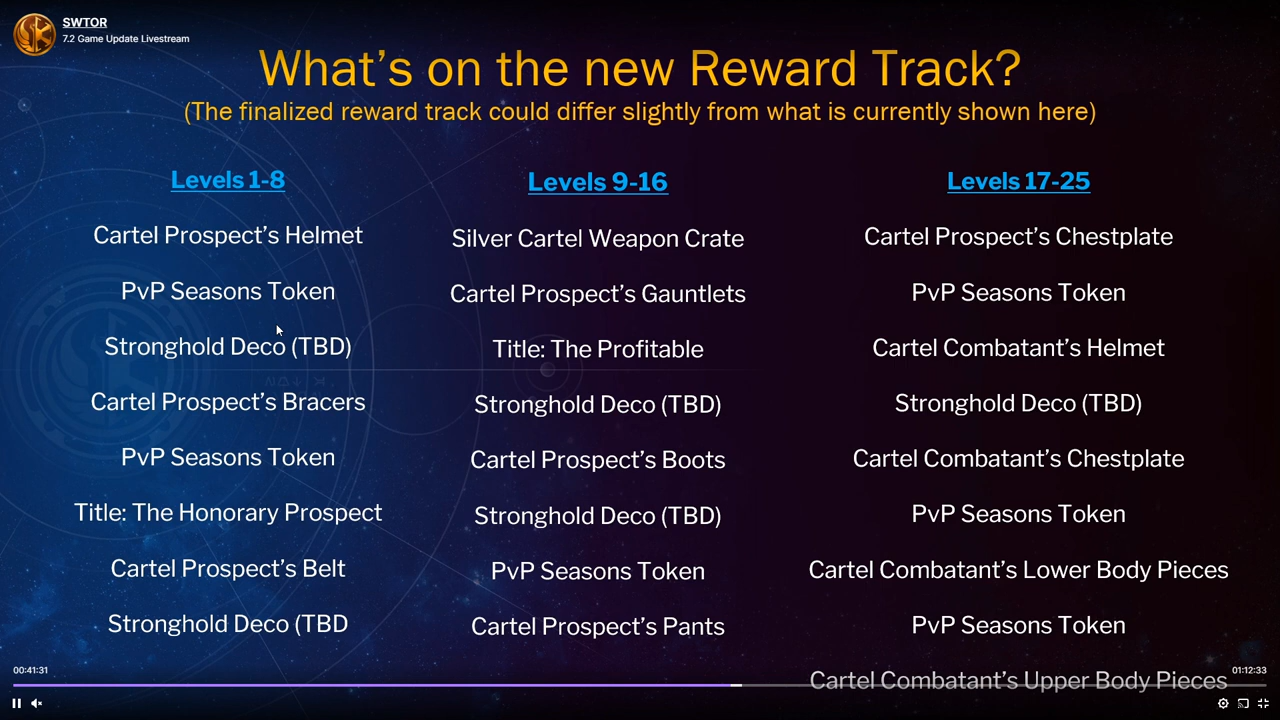 SWTOR
7.2 Game Update Livestream
What's on the new Reward Track?
(The finalized reward track could differ slightly from what is currently shown here)
Levels 1-8
Cartel Prospect's Helmet
PvP Seasons Token
Stronghold Deco (TBD)
Cartel Prospect's Bracers
PvP Seasons Token
Title: The Honorary Prospect
Cartel Prospect's Belt
Stronghold Deco (TBD
Levels 9-16
Silver Cartel Weapon Crate
Cartel Prospect's Gauntlets
Title: The Profitable
Stronghold Deco (TBD)
Cartel Prospect's Boots
Stronghold Deco (TBD)
PvP Seasons Token
Cartel Prospect's Pants
Levels 17-25
Cartel Prospect's Chestplate
PvP Seasons Token
Cartel Combatant's Helmet
Stronghold Deco (TBD)
Cartel Combatant's Chestplate
PvP Seasons Token
Cartel Combatant's Lower Body Pieces
PvP Seasons Token
Cartel Combatant's Upper Body Pieces
00:41:31
01:12:33